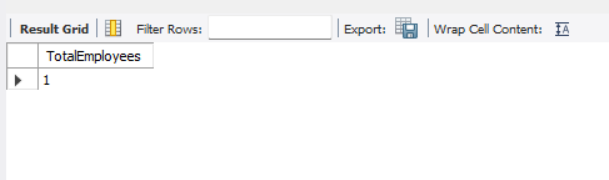 Result Grid Filter Rows: Export: Wrap Cell Content:
TotalEmployees
1